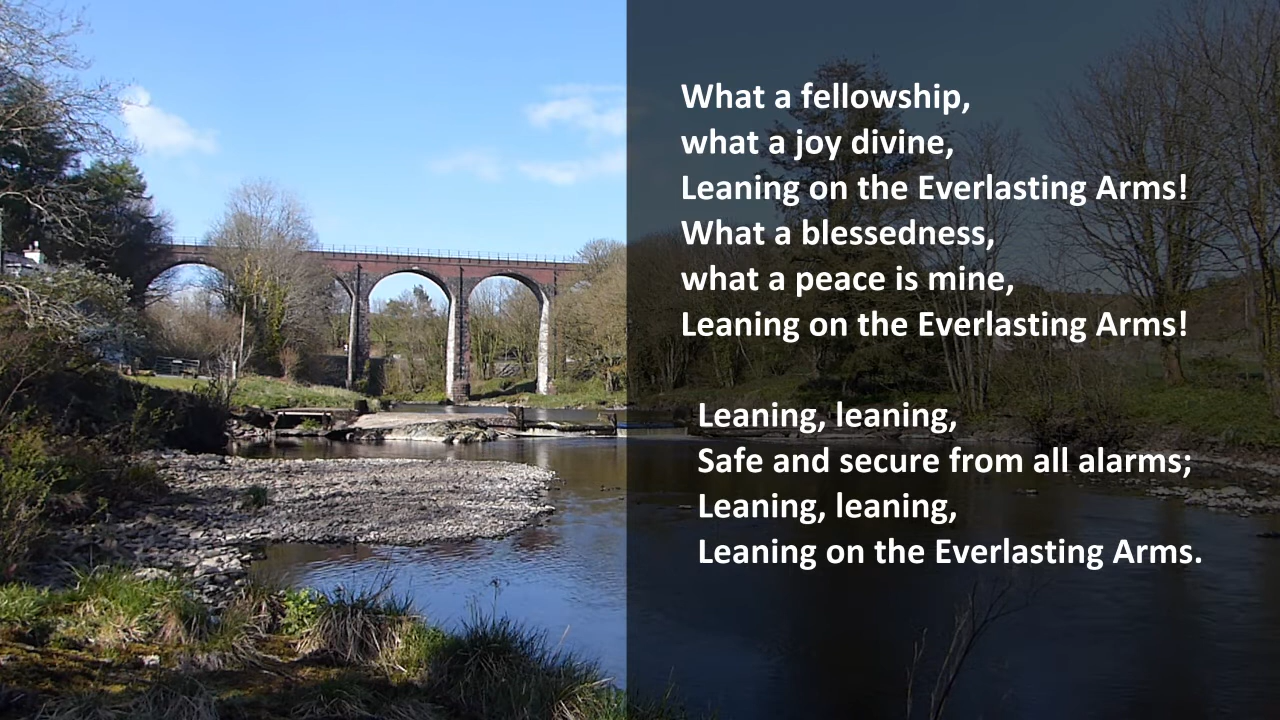 What a fellowship,
what a joy divine,
Leaning on the Everlasting Arms!
What a blessedness,
what a peace is mine,
Leaning on the Everlasting Arms!
Leaning, leaning,
Safe and secure from all alarms;
Leaning, leaning,
Leaning on the Everlasting Arms.